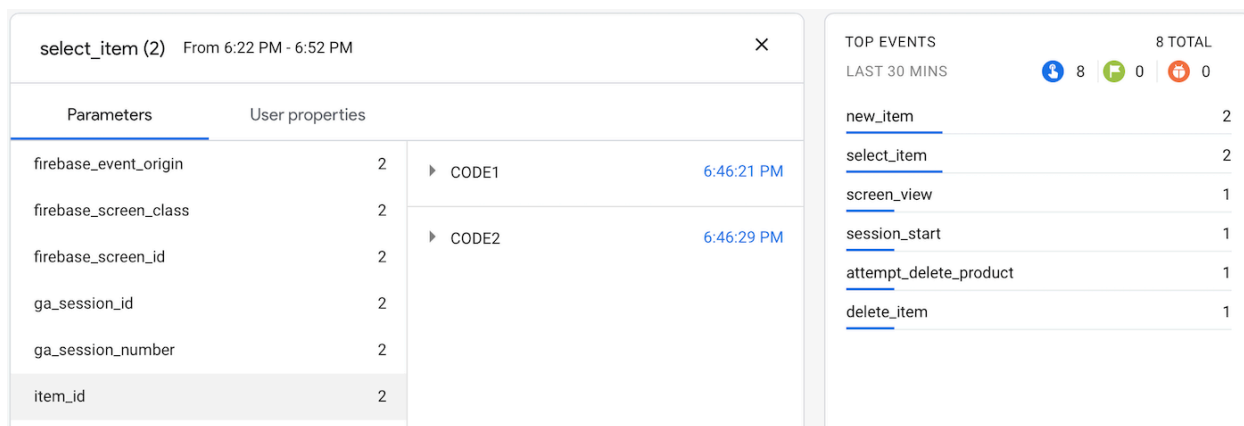 select_item (2) From 6:22 PM - 6:52 PM
Parameters User properties
firebase_event_origin 2
firebase_screen_class 2
firebase_screen_id 2
ga_session_id 2
ga_session_number 2
item_id 2
CODE1 6:46:21 PM
CODE2 6:46:29 PM
TOP EVENTS 8 TOTAL
LAST 30 MINS 8 0 0
new_item 2
select_item 2
screen_view 1
session_start 1
attempt_delete_product 1
delete_item 1